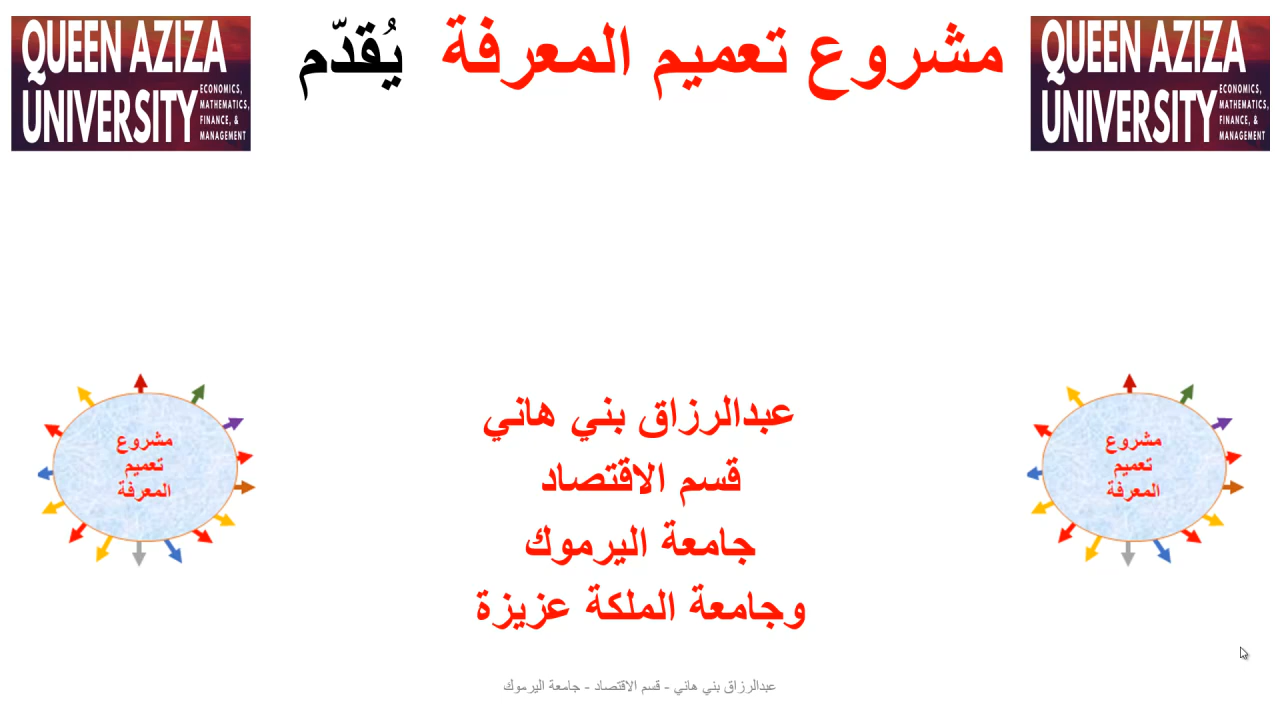 QUEEN AZIZA
UNIVERSITY
ECONOMICS,
MATHEMATICS,
FINANCE, &
MANAGEMENT
مشروع تعميم المعرفة يُقدّم
QUEEN AZIZA
UNIVERSITY
ECONOMICS,
MATHEMATICS,
FINANCE, &
MANAGEMENT
مشروع
تعميم
المعرفة
عبدالرزاق بني هاني
قسم الاقتصاد
جامعة اليرموك
وجامعة الملكة عزيزة
مشروع
تعميم
المعرفة
عبدالرزاق بني هاني - قسم الاقتصاد - جامعة اليرموك